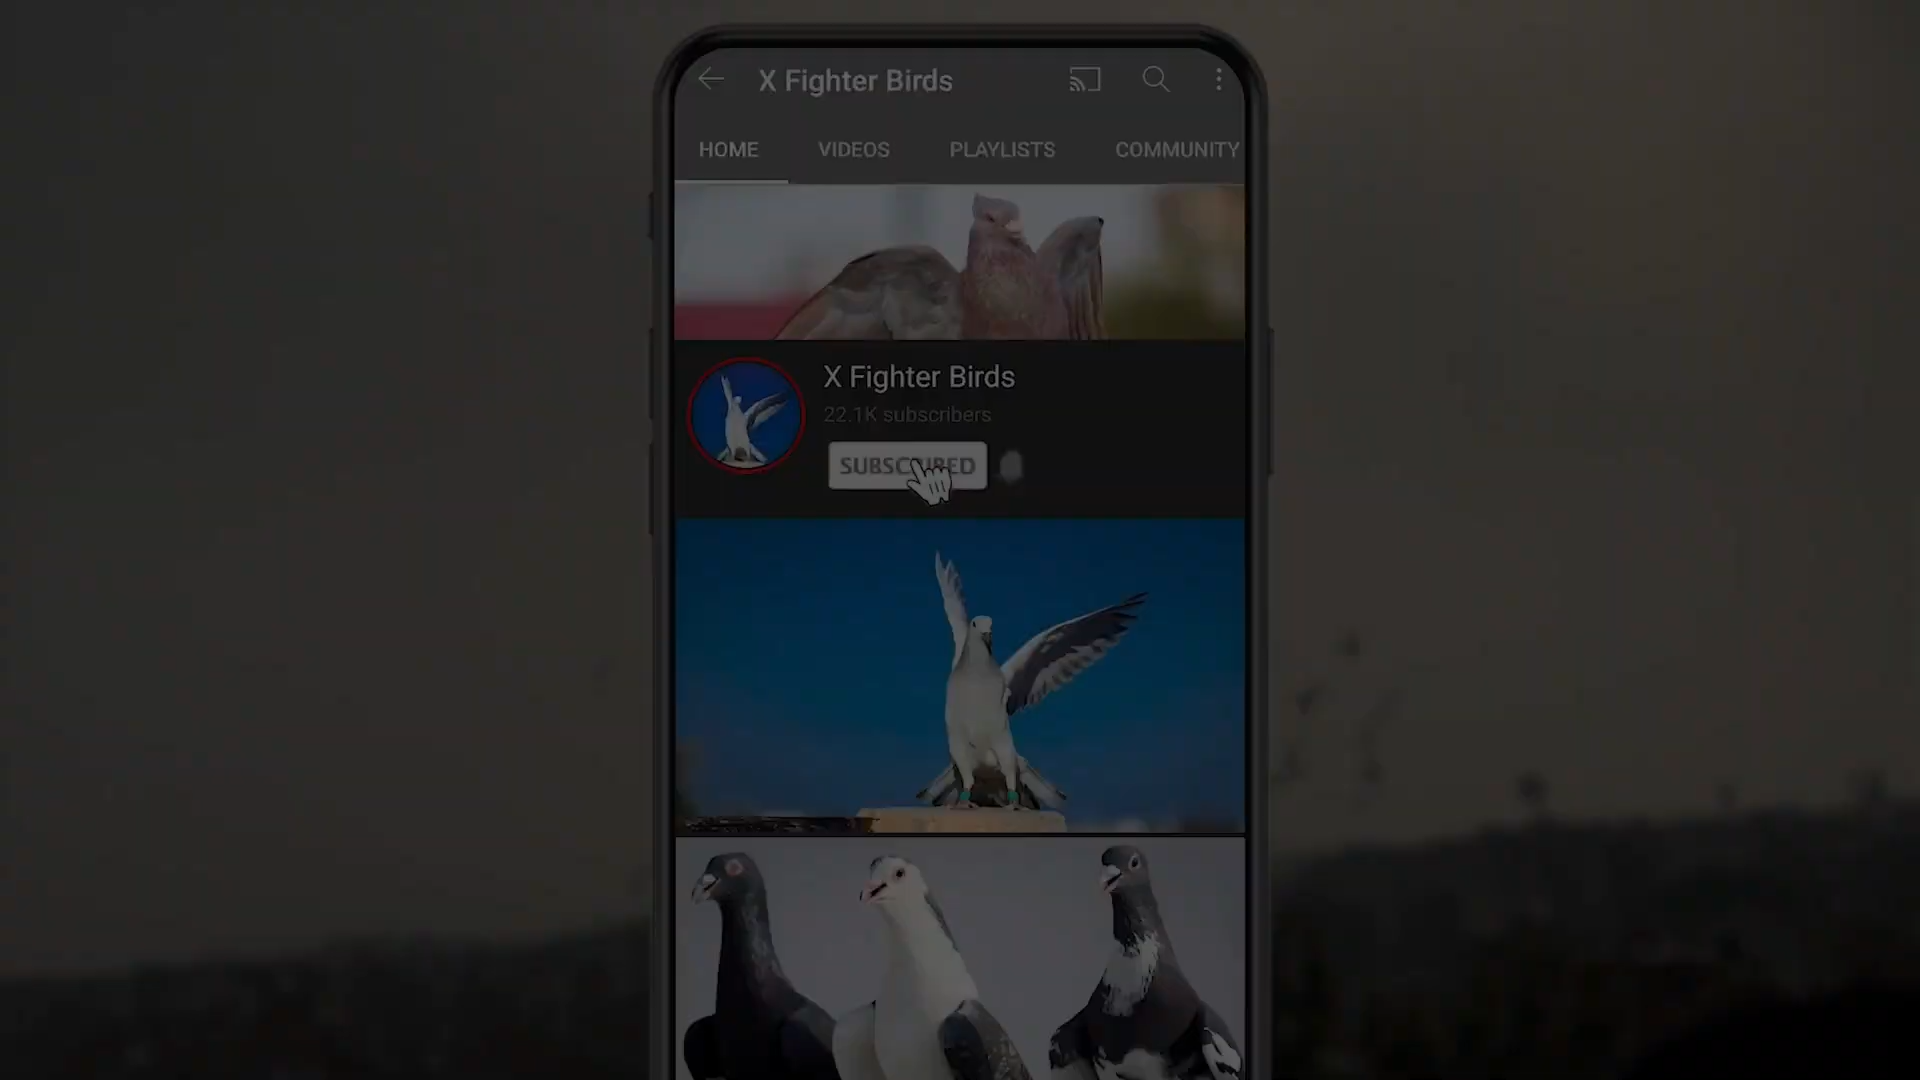 X Fighter Birds
HOME VIDEOS PLAYLISTS COMMUNITY
X Fighter Birds
22.1K subscribers
SUBSCRIBED